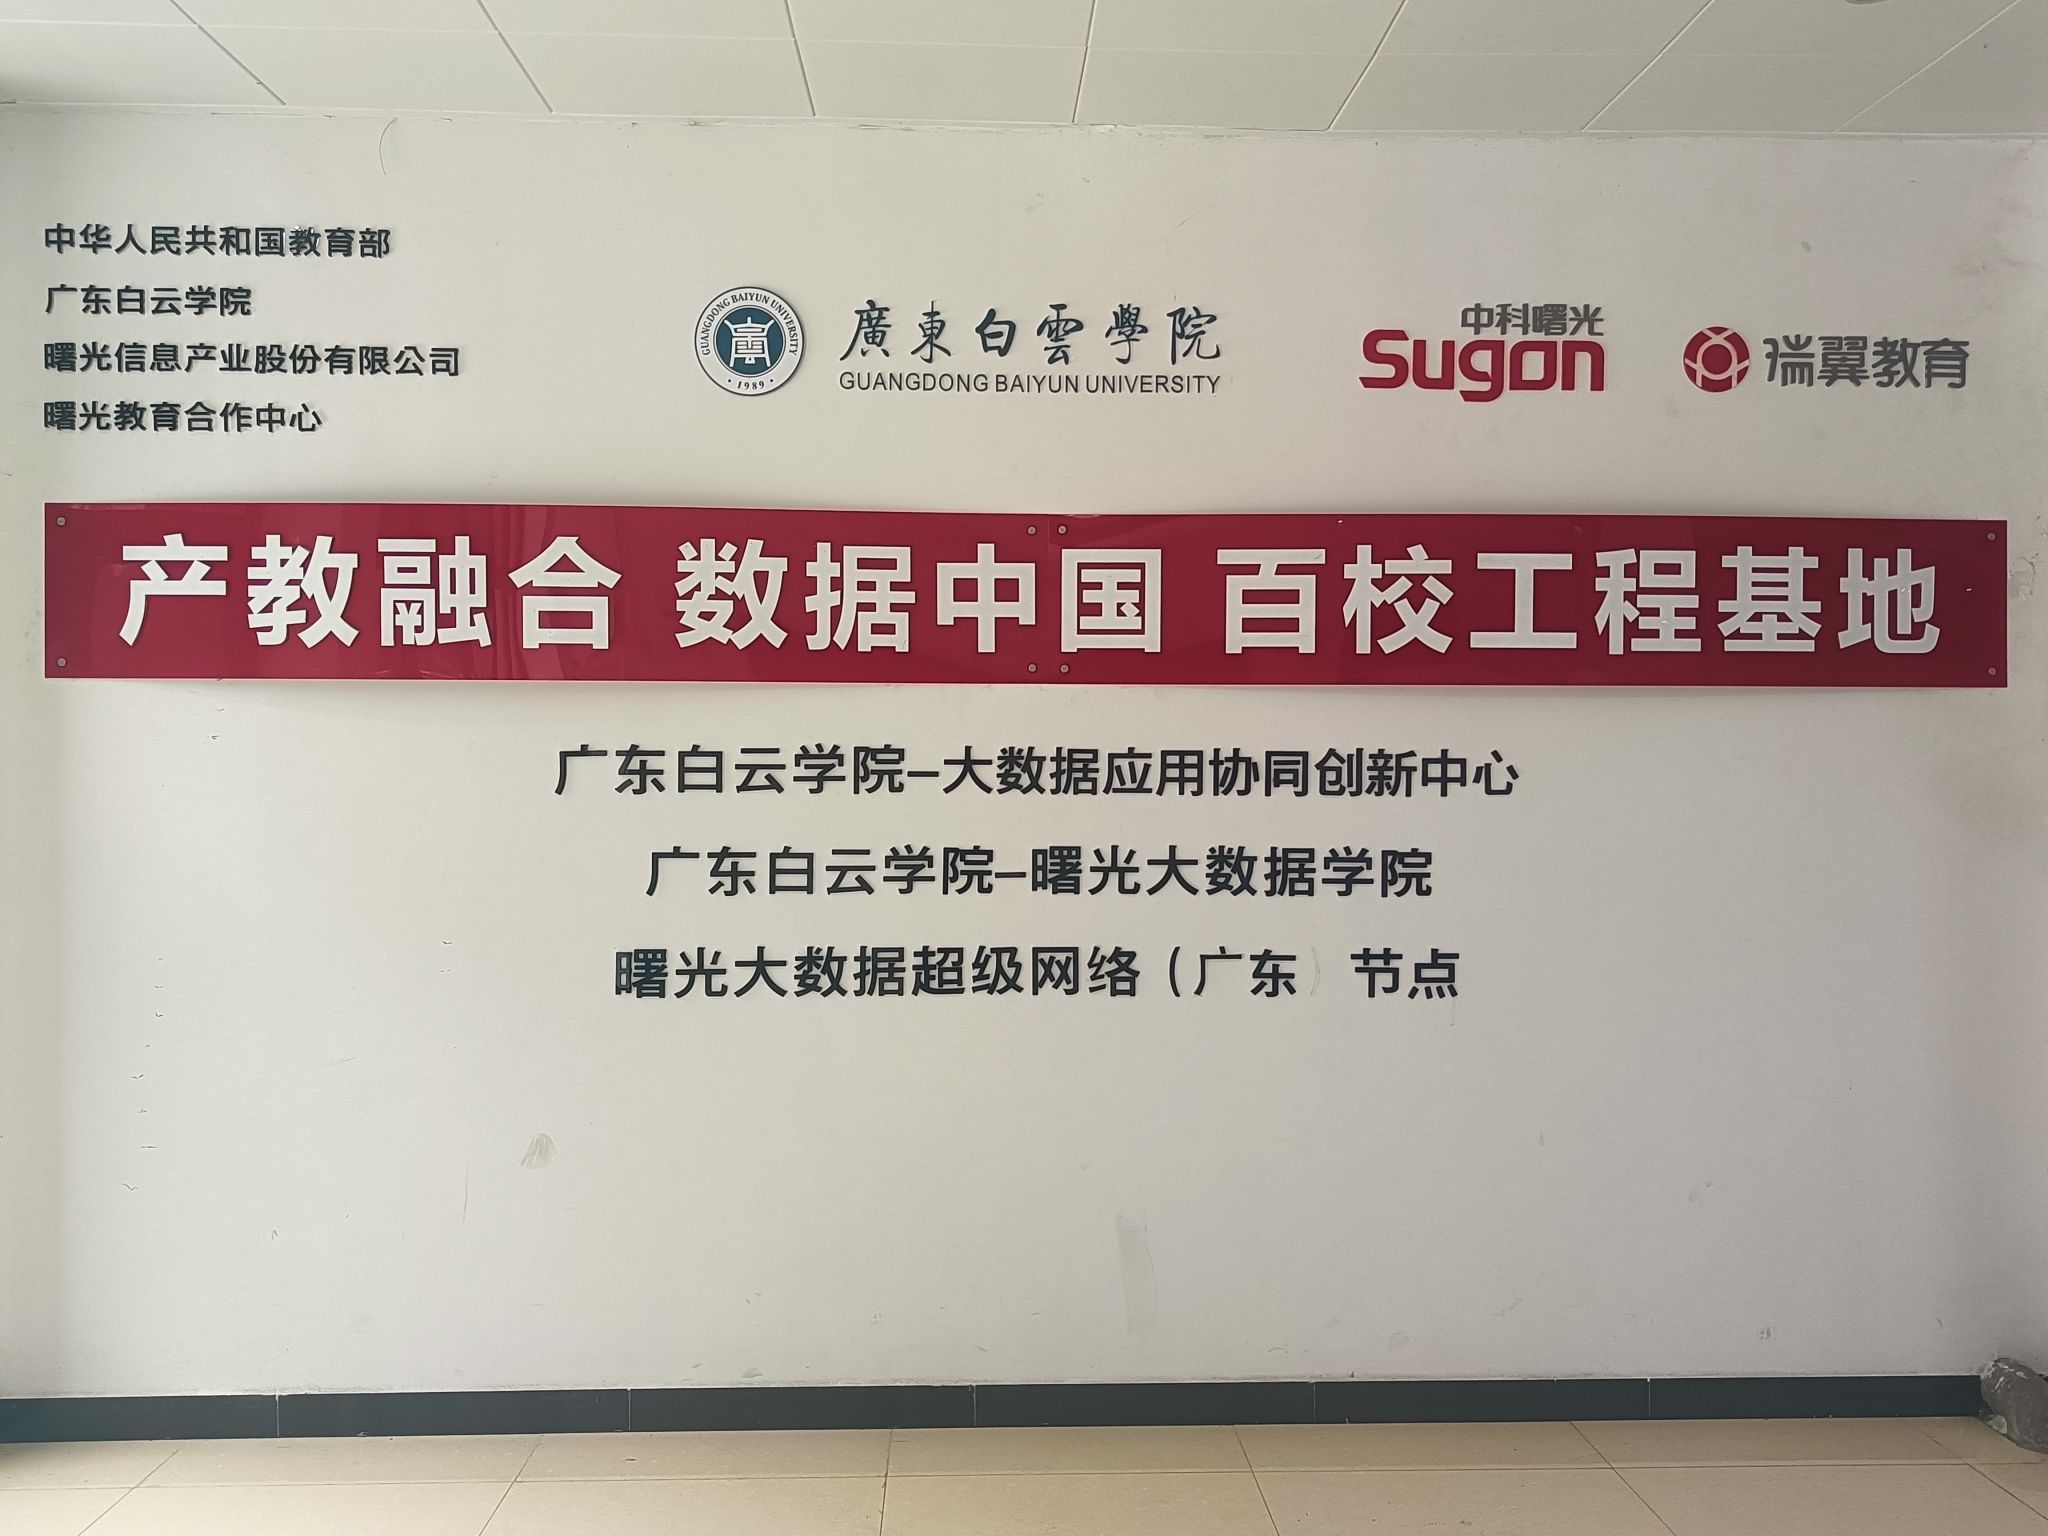 中华人民共和国教育部
广东白云学院
曙光信息产业股份有限公司
曙光教育合作中心
GUANGDONG BAIYUN UNIVERSITY
·1989·
廣東白雲學院
GUANGDONG BAIYUN UNIVERSITY
中科曙光
Sugon
瑞翼教育
产教融合 数据中国 百校工程基地
广东白云学院–大数据应用协同创新中心
广东白云学院–曙光大数据学院
曙光大数据超级网络（广东）节点